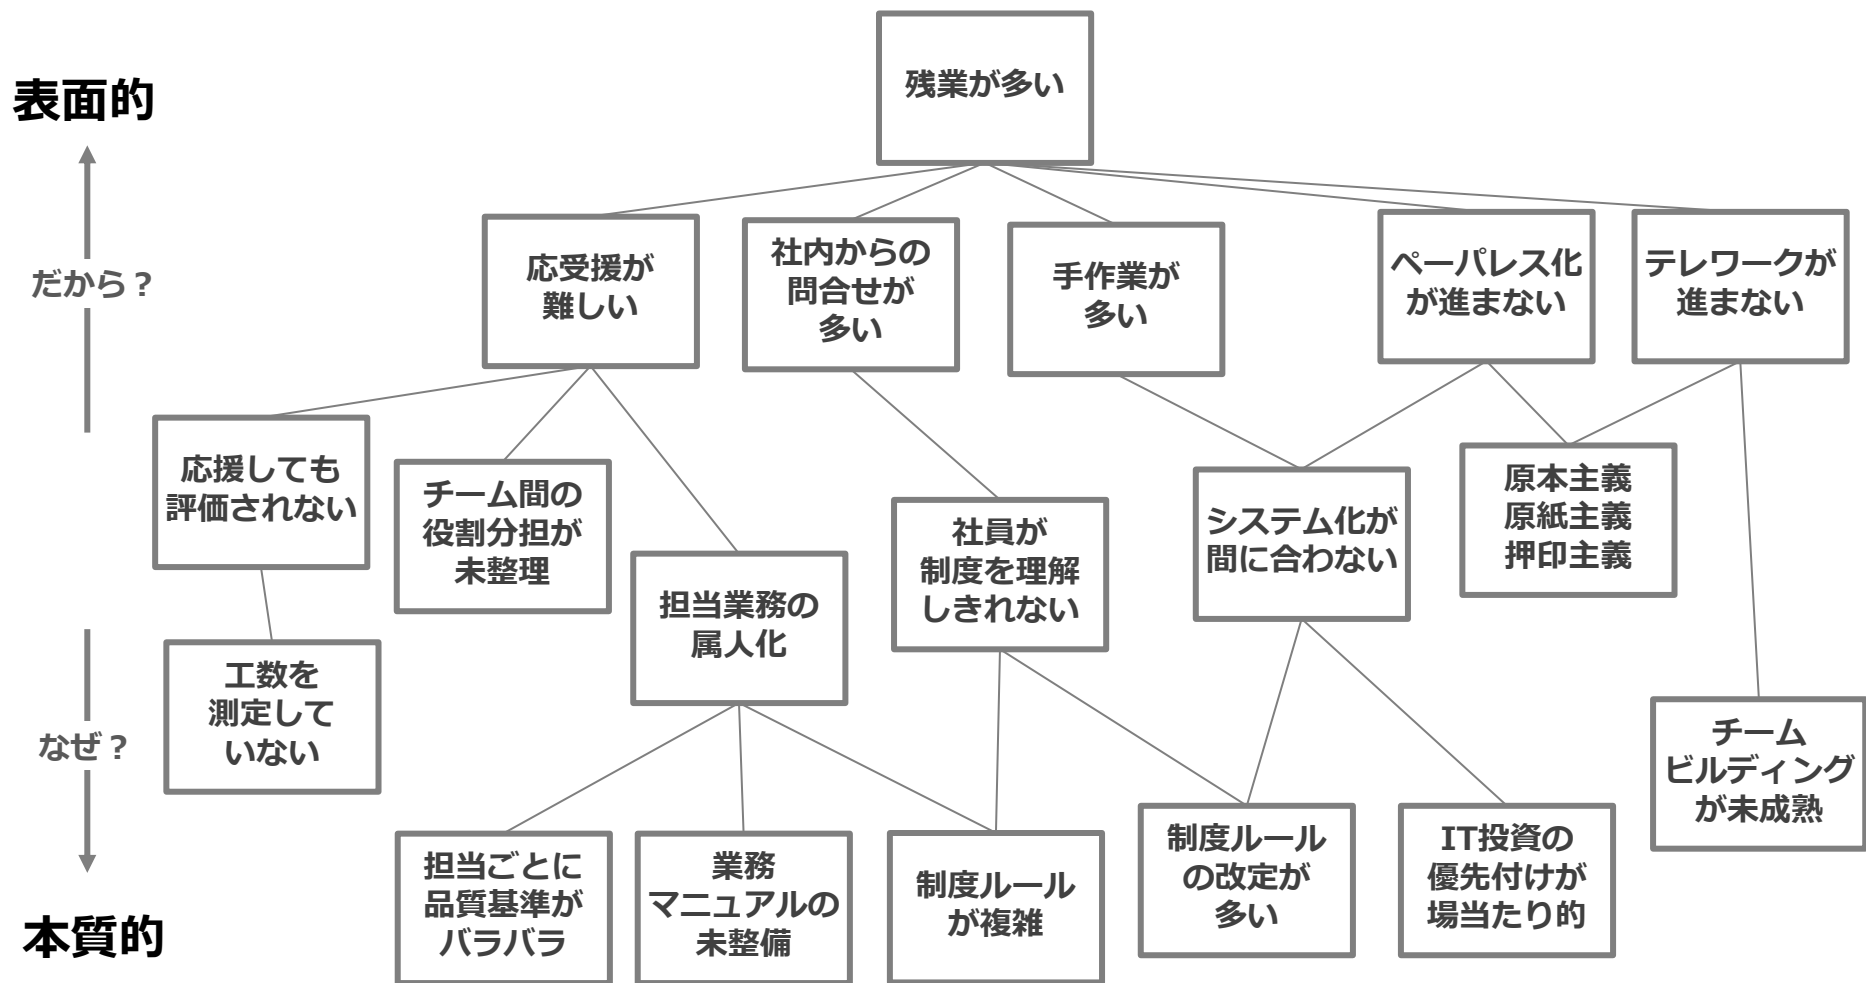 残業が多い
表面的
だから？
応受援が
難しい
社内からの
問合せが
多い
手作業が
多い
ペーパレス化
が進まない
テレワークが
進まない
応援しても
評価されない
チーム間の
役割分担が
未整理
担当業務の
属人化
社員が
制度を理解
しきれない
システム化が
間に合わない
原本主義
原紙主義
押印主義
工数を
測定して
いない
なぜ？
チーム
ビルディング
が未成熟
担当ごとに
品質基準が
バラバラ
業務
マニュアルの
未整備
制度ルール
が複雑
制度ルール
の改定が
多い
IT投資の
優先付けが
場当たり的
本質的